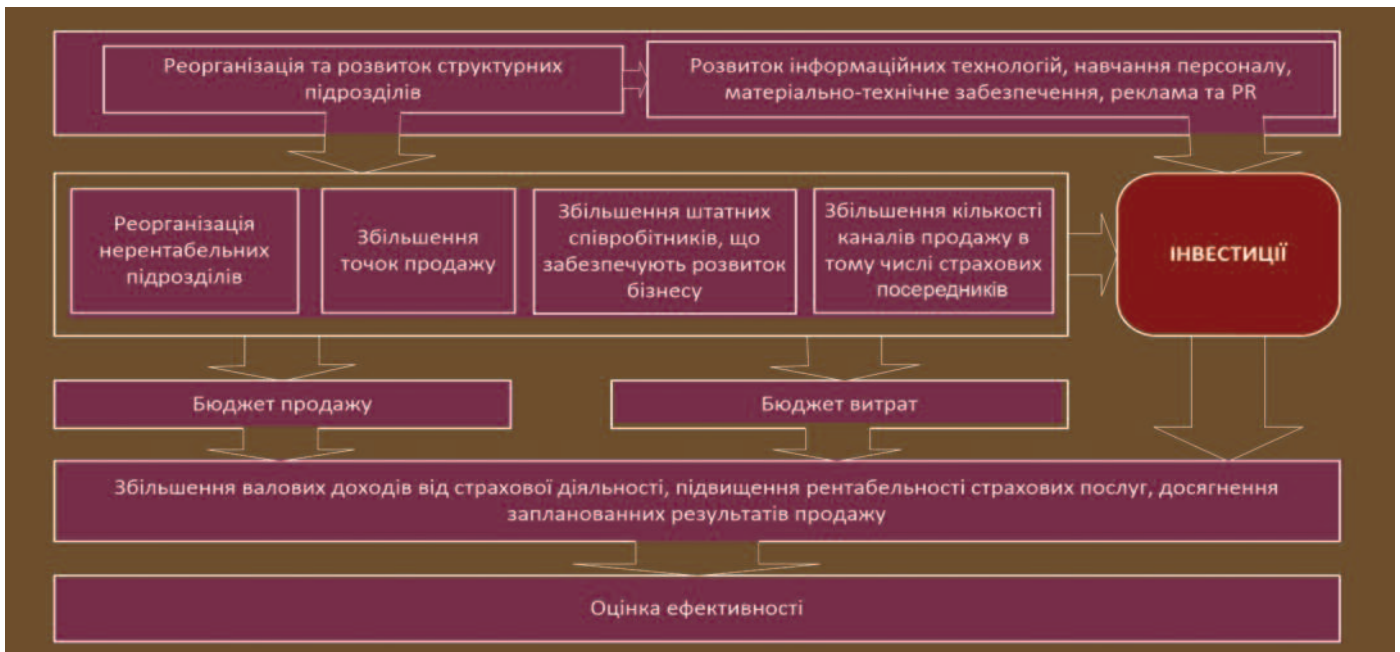 Реорганізація та розвиток структурних
підрозділів
Розвиток інформаційних технологій, навчання персоналу,
матеріально-технічне забезпечення, реклама та PR
Реорганізація
нерентабельних
підрозділів
Збільшення
точок продажу
Збільшення штатних
співробітників, що
забезпечують розвиток
бізнесу
Збільшення кількості
каналів продажу в
тому числі страхових
посередників
ІНВЕСТИЦІЇ
Бюджет продажу
Бюджет витрат
Збільшення валових доходів від страхової діяльності, підвищення рентабельності страхових послуг, досягнення
запланованних результатів продажу
Оцінка ефективності